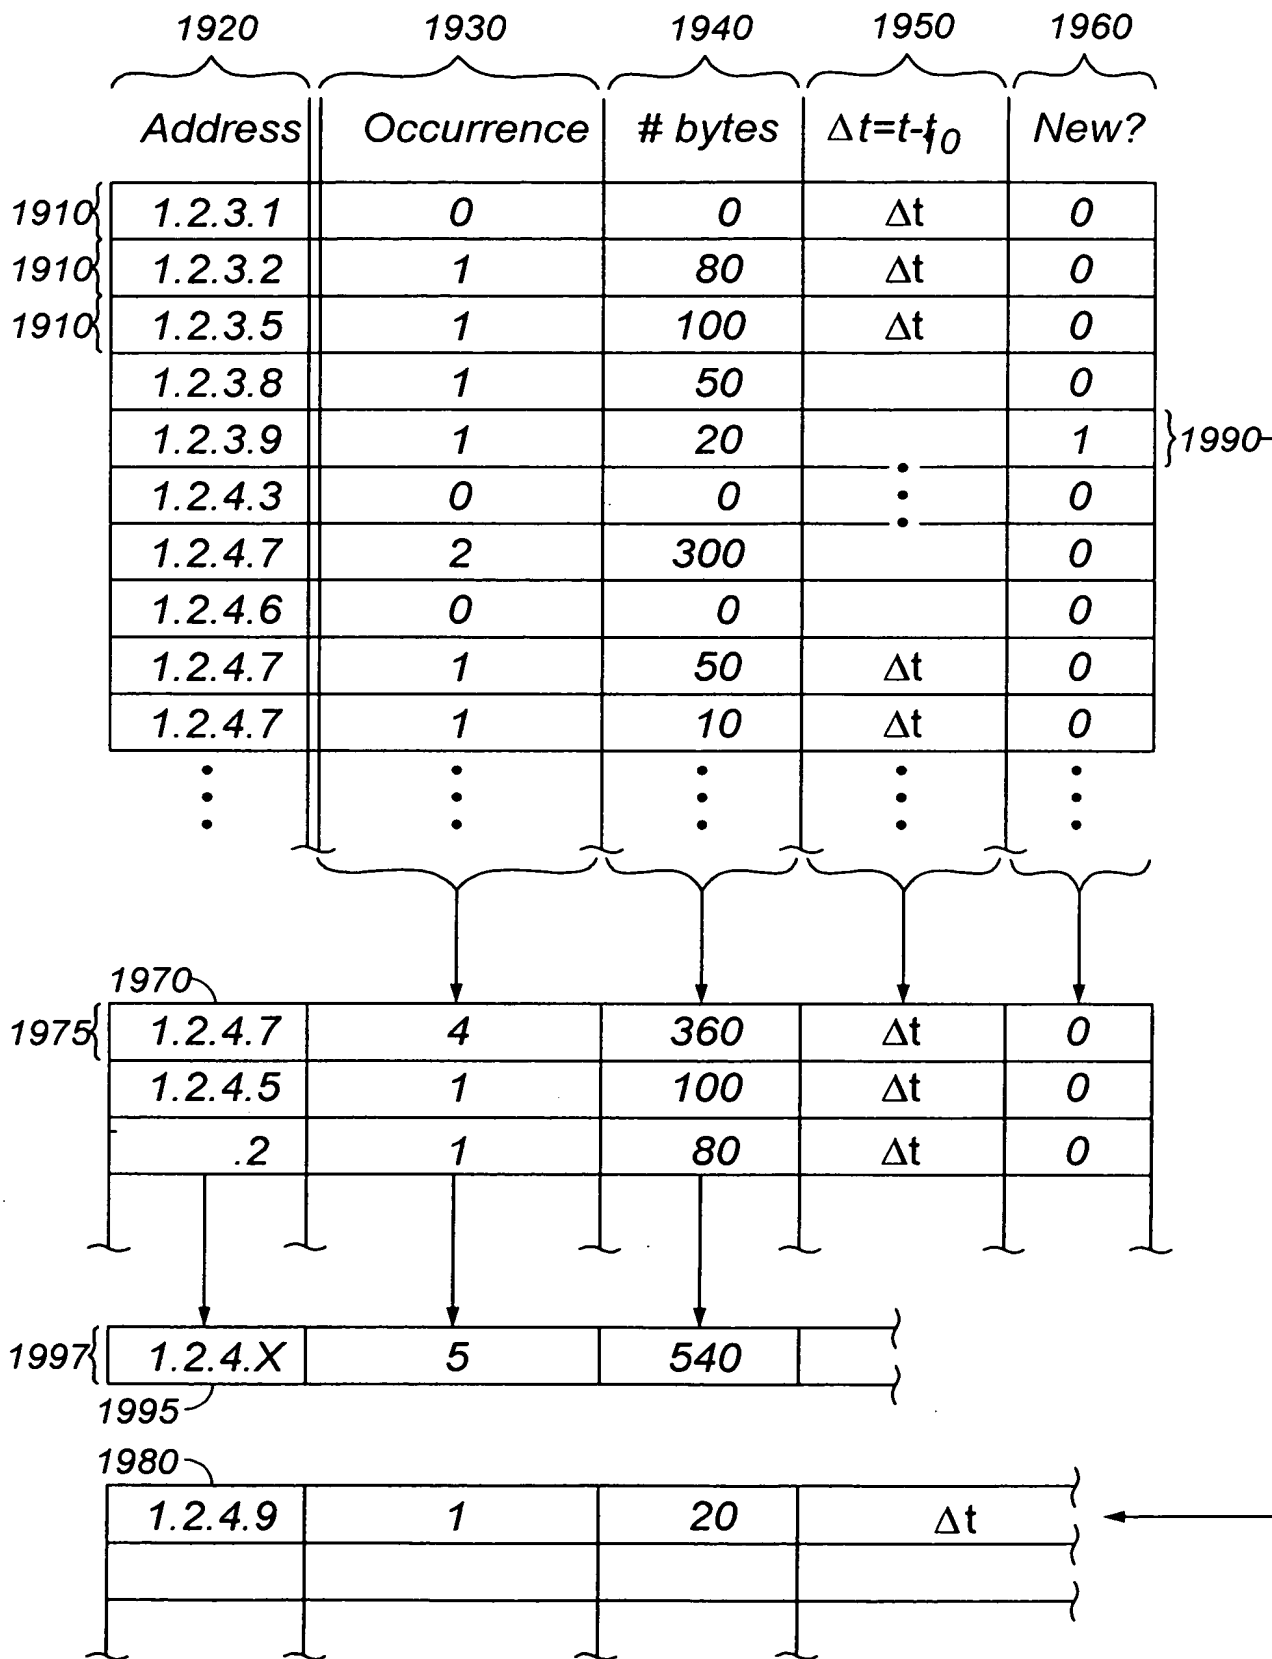 1920 1930 1940 1950 1960
Address Occurrence # bytes Δt=t-t10 New?
1910 1.2.3.1 0 0 Δt 0
1910 1.2.3.2 1 80 Δt 0
1910 1.2.3.5 1 100 Δt 0
1.2.3.8 1 50 0
1.2.3.9 1 20 1 1990
1.2.4.3 0 0 0
1.2.4.7 2 300 0
1.2.4.6 0 0 0
1.2.4.7 1 50 Δt 0
1.2.4.7 1 10 Δt 0
1970
1975 1.2.4.7 4 360 Δt 0
1.2.4.5 1 100 Δt 0
.2 1 80 Δt 0
1997 1.2.4.X 5 540
1995
1980
1.2.4.9 1 20 Δt